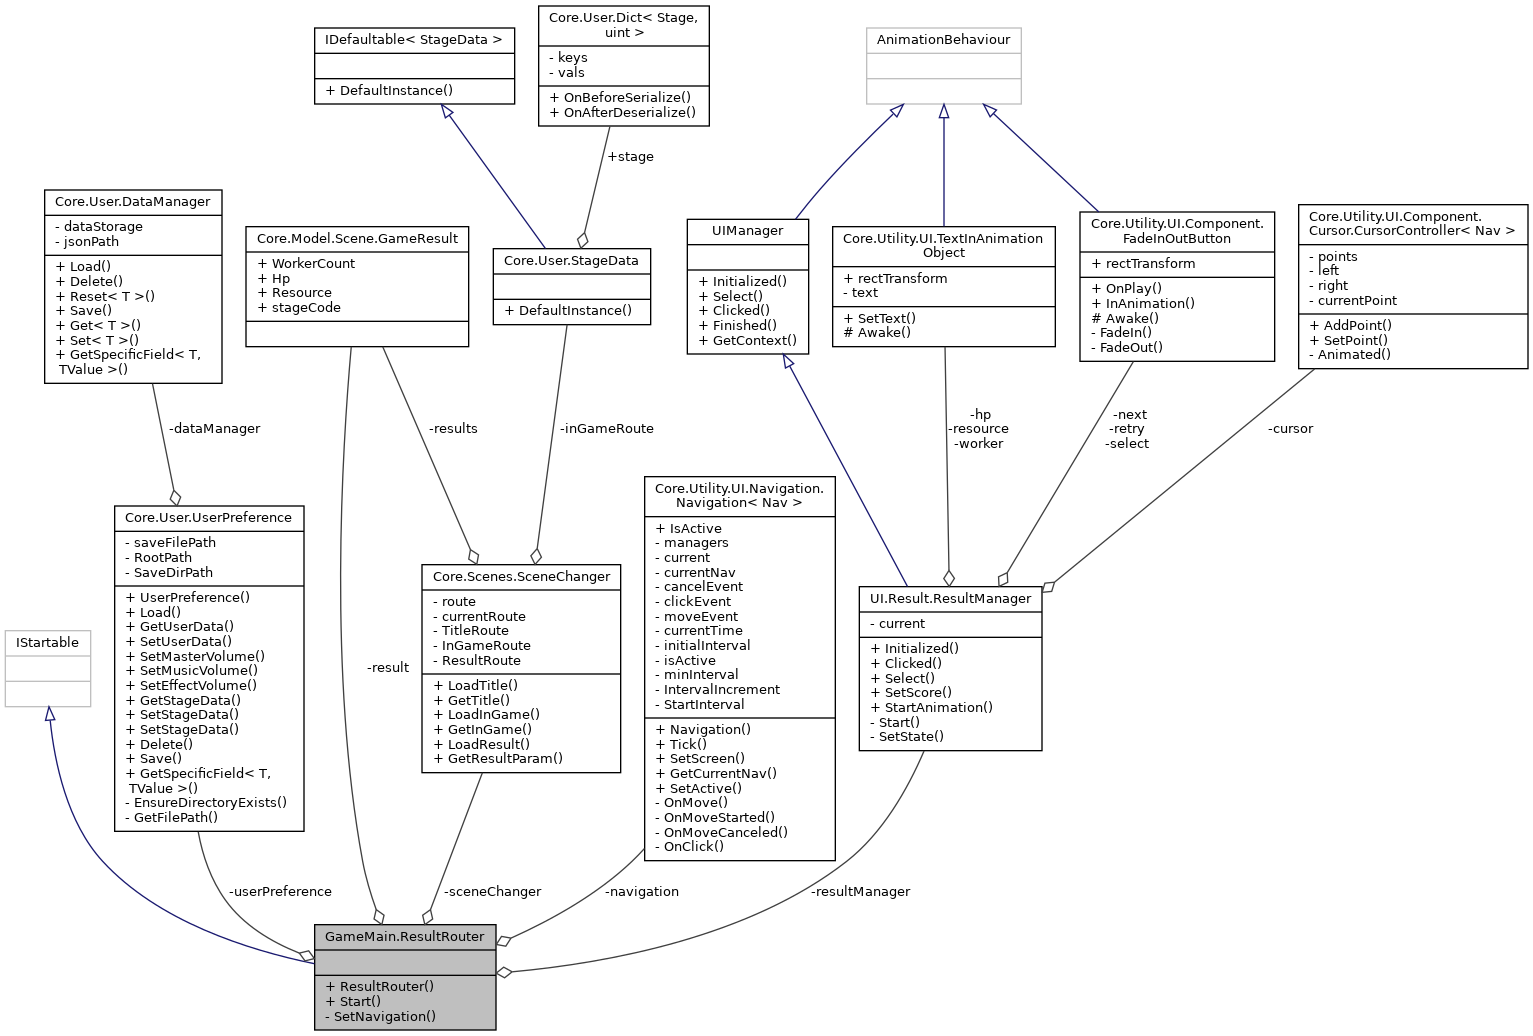 IDefaultable< StageData >
+ DefaultInstance()
Core.User.Dict< Stage,
uint >
- keys
- vals
+ OnBeforeSerialize()
+ OnAfterDeserialize()
AnimationBehaviour
+stage
Core.User.DataManager
- dataStorage
- jsonPath
+ Load()
+ Delete()
+ Reset< T >()
+ Save()
+ Get< T >()
+ Set< T >()
+ GetSpecificField< T,
TValue >()
Core.Model.Scene.GameResult
+ WorkerCount
+ Hp
+ Resource
+ stageCode
Core.User.StageData
+ DefaultInstance()
UIManager
+ Initialized()
+ Select()
+ Clicked()
+ Finished()
+ GetContext()
Core.Utility.UI.TextInAnimation
Object
+ rectTransform
- text
+ SetText()
# Awake()
Core.Utility.UI.Component.
FadeInOutButton
+ rectTransform
+ OnPlay()
+ InAnimation()
# Awake()
- FadeIn()
- FadeOut()
Core.Utility.UI.Component.
Cursor.CursorController< Nav >
- points
- left
- right
- currentPoint
+ AddPoint()
+ SetPoint()
- Animated()
-dataManager
-results
-inGameRoute
-hp
-resource
-worker
-next
-retry
-select
-cursor
Core.User.UserPreference
- saveFilePath
- RootPath
- SaveDirPath
+ UserPreference()
+ Load()
+ GetUserData()
+ SetUserData()
+ SetMasterVolume()
+ SetMusicVolume()
+ SetEffectVolume()
+ GetStageData()
+ SetStageData()
+ SetStageData()
+ Delete()
+ Save()
+ GetSpecificField< T,
TValue >()
- EnsureDirectoryExists()
- GetFilePath()
Core.Scenes.SceneChanger
- route
- currentRoute
- TitleRoute
- InGameRoute
- ResultRoute
+ LoadTitle()
+ GetTitle()
+ LoadInGame()
+ GetInGame()
+ LoadResult()
+ GetResultParam()
Core.Utility.UI.Navigation.
Navigation< Nav >
+ IsActive
- managers
- current
- currentNav
- cancelEvent
- clickEvent
- moveEvent
- currentTime
- initialInterval
- isActive
- minInterval
- IntervalIncrement
- StartInterval
+ Navigation()
+ Tick()
+ SetScreen()
+ GetCurrentNav()
+ SetActive()
- OnMove()
- OnMoveStarted()
- OnMoveCanceled()
- OnClick()
UI.Result.ResultManager
- current
+ Initialized()
+ Clicked()
+ Select()
+ SetScore()
+ StartAnimation()
- Start()
- SetState()
IStartable
-result
-userPreference
-sceneChanger
-navigation
-resultManager
GameMain.ResultRouter
+ ResultRouter()
+ Start()
- SetNavigation()